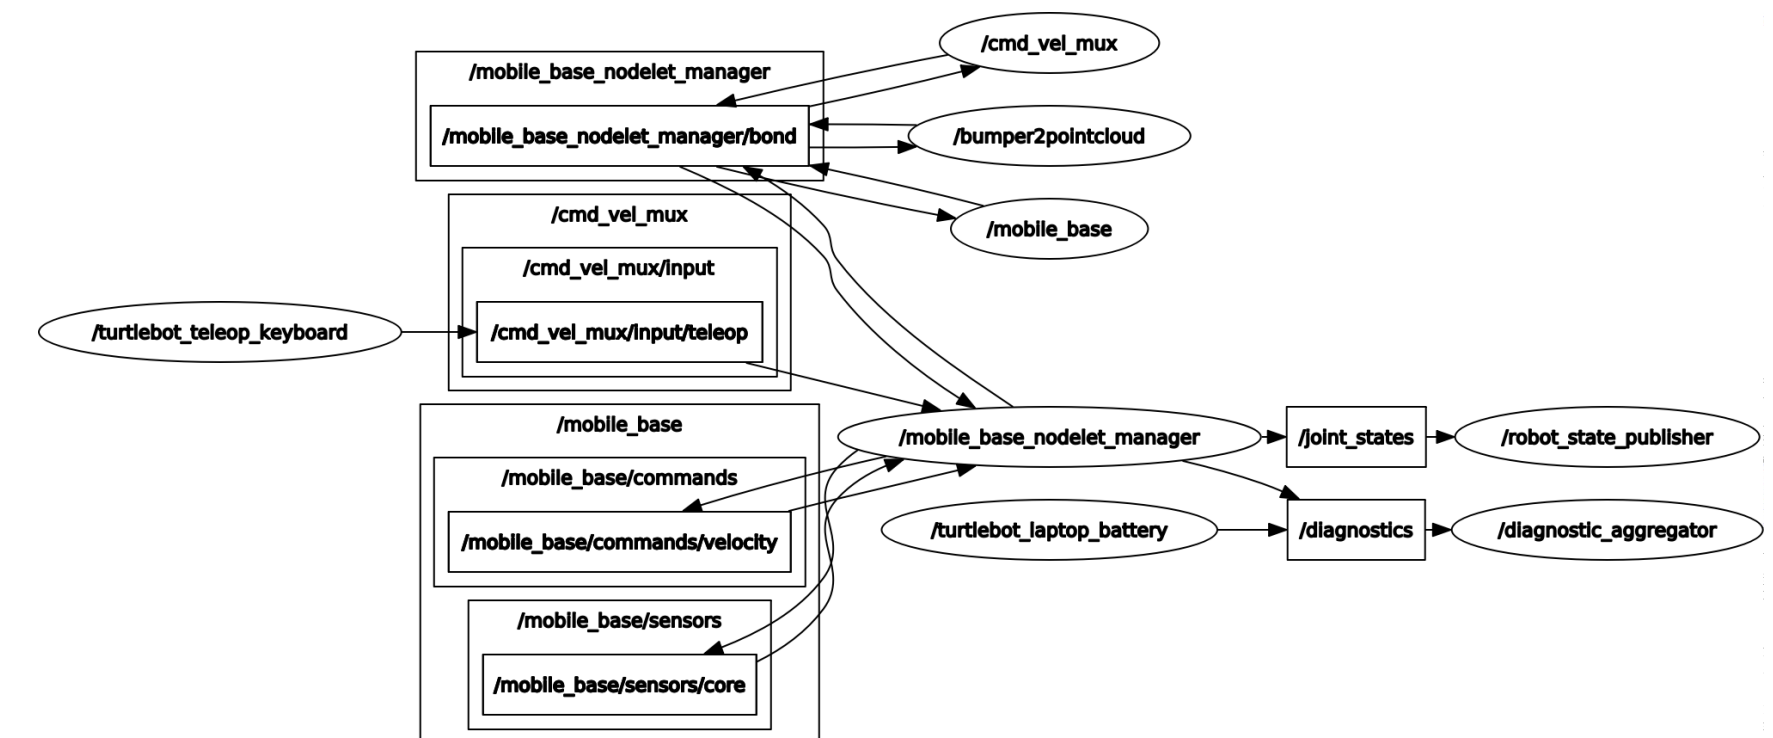 /cmd_vel_mux
/mobile_base_nodelet_manager
/mobile_base_nodelet_manager/bond
/bumper2pointcloud
/cmd_vel_mux
/mobile_base
/cmd_vel_mux/input
/turtlebot_teleop_keyboard
/cmd_vel_mux/input/teleop
/mobile_base
/mobile_base_nodelet_manager
/joint_states
/robot_state_publisher
/mobile_base/commands
/mobile_base/commands/velocity
/turtlebot_laptop_battery
/diagnostics
/diagnostic_aggregator
/mobile_base/sensors
/mobile_base/sensors/core